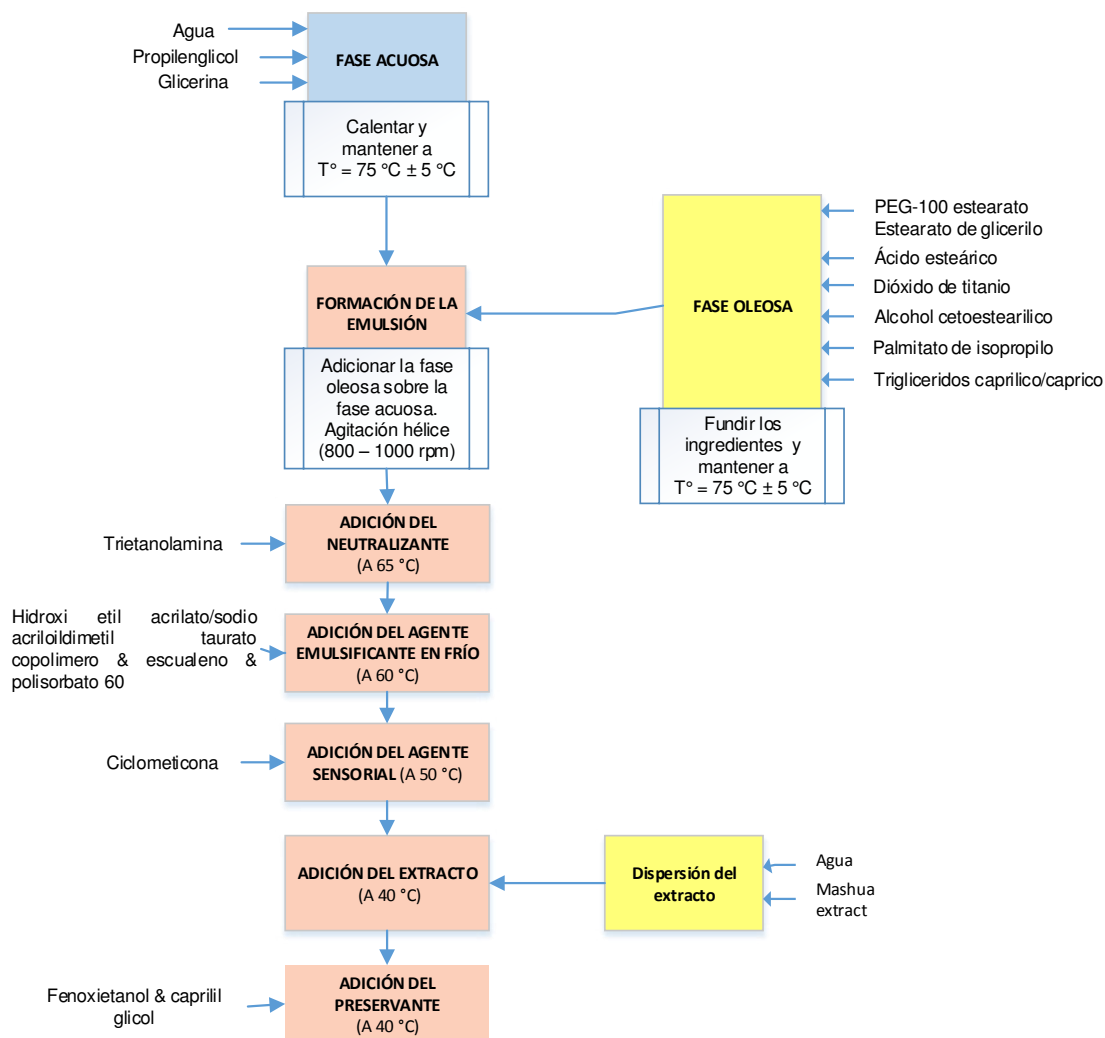 Agua
Propilenglicol
Glicerina
FASE ACUOSA
Calentar y
mantener a
T° = 75 °C ± 5 °C
FORMACIÓN DE LA
EMULSIÓN
Adicionar la fase
oleosa sobre la
fase acuosa.
Agitación hélice
(800 – 1000 rpm)
FASE OLEOSA
PEG-100 estearato
Estearato de glicerilo
Ácido esteárico
Dióxido de titanio
Alcohol cetoestearilico
Palmitato de isopropilo
Trigliceridos caprilico/caprico
Fundir los
ingredientes y
mantener a
T° = 75 °C ± 5 °C
Trietanolamina
ADICIÓN DEL
NEUTRALIZANTE
(A 65 °C)
Hidroxi etil acrilato/sodio
acriloildimetil taurato
copolimero & escualeno &
polisorbato 60
ADICIÓN DEL AGENTE
EMULSIFICANTE EN FRÍO
(A 60 °C)
Ciclometicona
ADICIÓN DEL AGENTE
SENSORIAL (A 50 °C)
ADICIÓN DEL EXTRACTO
(A 40 °C)
Dispersión del
extracto
Agua
Mashua
extract
Fenoxietanol & caprilil
glicol
ADICIÓN DEL
PRESERVANTE
(A 40 °C)